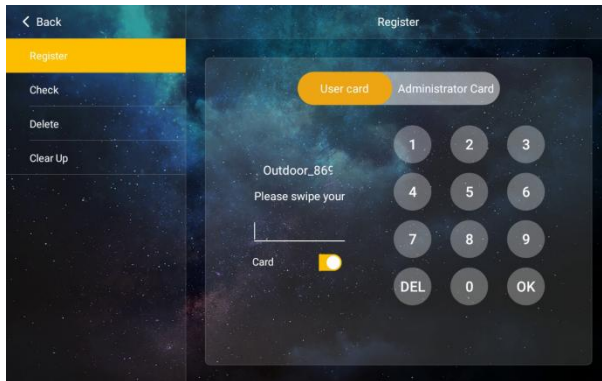 Back
Register
Register
Check
Delete
Clear Up
User card
Administrator Card
Outdoor_869
Please swipe your
Card
1 2 3
4 5 6
7 8 9
DEL 0 OK